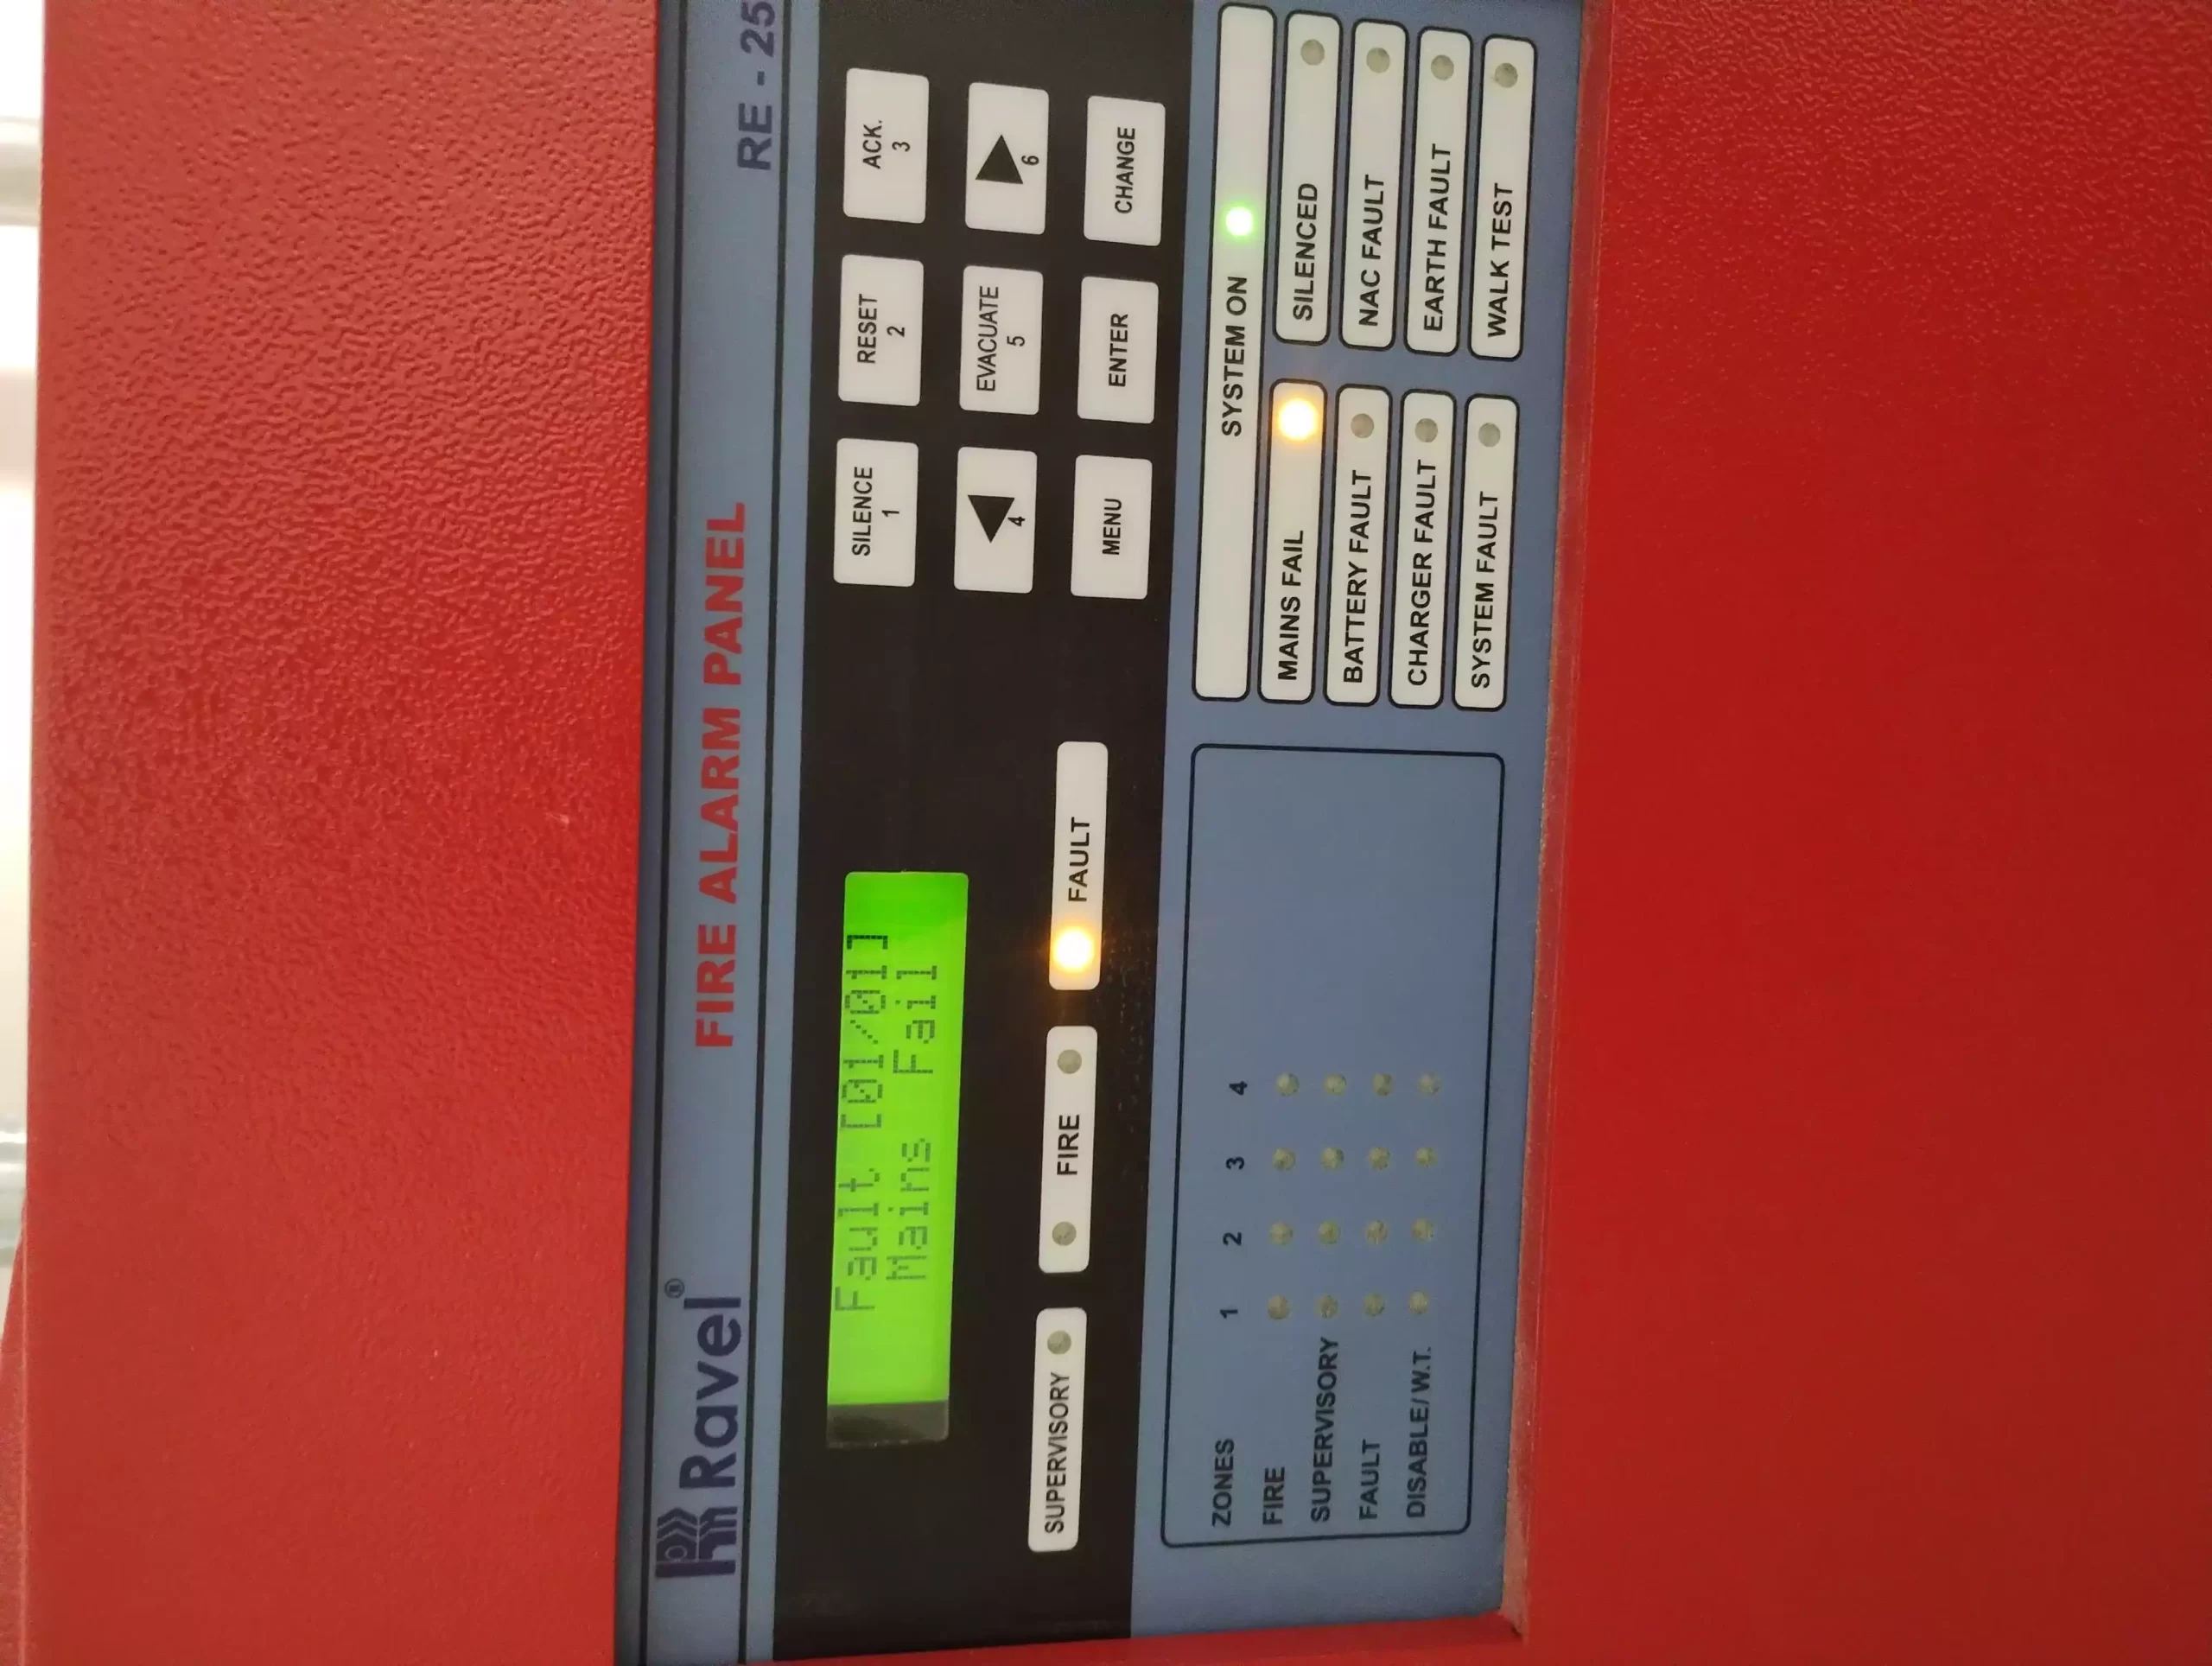 Ravel®
FIRE ALARM PANEL
RE - 25
Fault [01/01]
Mains Fail
SILENCE
1
RESET
2
ACK.
3
4
EVACUATE
5
6
MENU
ENTER
CHANGE
SUPERVISORY
FIRE
FAULT
ZONES 1 2 3 4
FIRE
SUPERVISORY
FAULT
DISABLE/ W.T.
SYSTEM ON
MAINS FAIL
SILENCED
BATTERY FAULT
NAC FAULT
CHARGER FAULT
EARTH FAULT
SYSTEM FAULT
WALK TEST